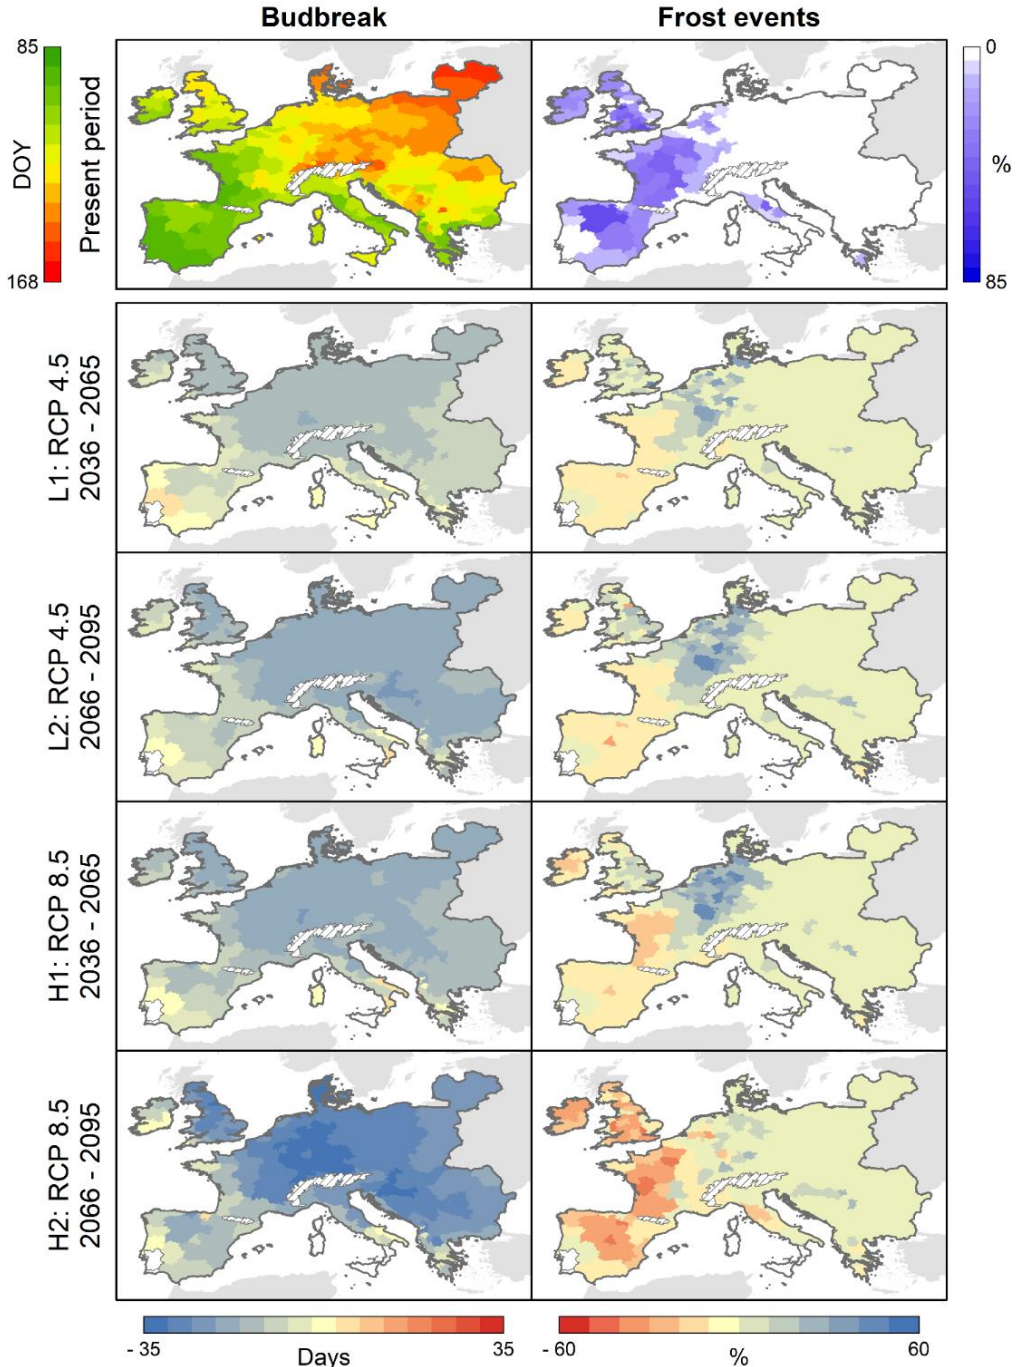 Budbreak
Frost events
85
DOY
168
Present period
0
%
85
L1: RCP 4.5
2036 - 2065
L2: RCP 4.5
2066 - 2095
H1: RCP 8.5
2036 - 2065
H2: RCP 8.5
2066 - 2095
- 35
Days
35
- 60
%
60